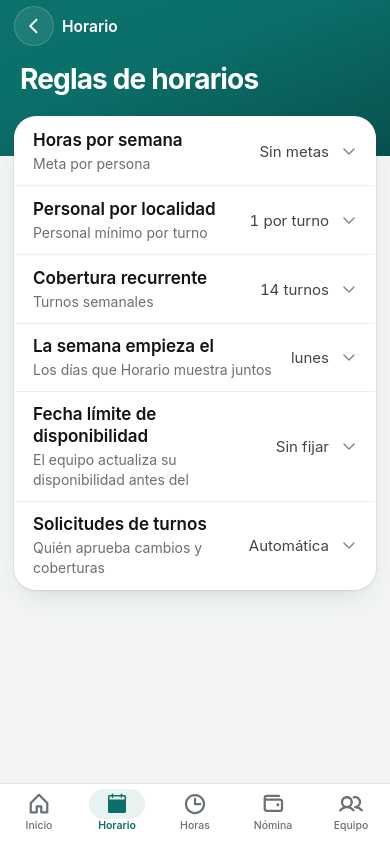 Horario
Reglas de horarios
Horas por semana
Meta por persona
Sin metas
Personal por localidad
Personal mínimo por turno
1 por turno
Cobertura recurrente
Turnos semanales
14 turnos
La semana empieza el
Los días que Horario muestra juntos
lunes
Fecha límite de
disponibilidad
El equipo actualiza su
disponibilidad antes del
Sin fijar
Solicitudes de turnos
Quién aprueba cambios y
coberturas
Automática
Inicio
Horario
Horas
Nómina
Equipo